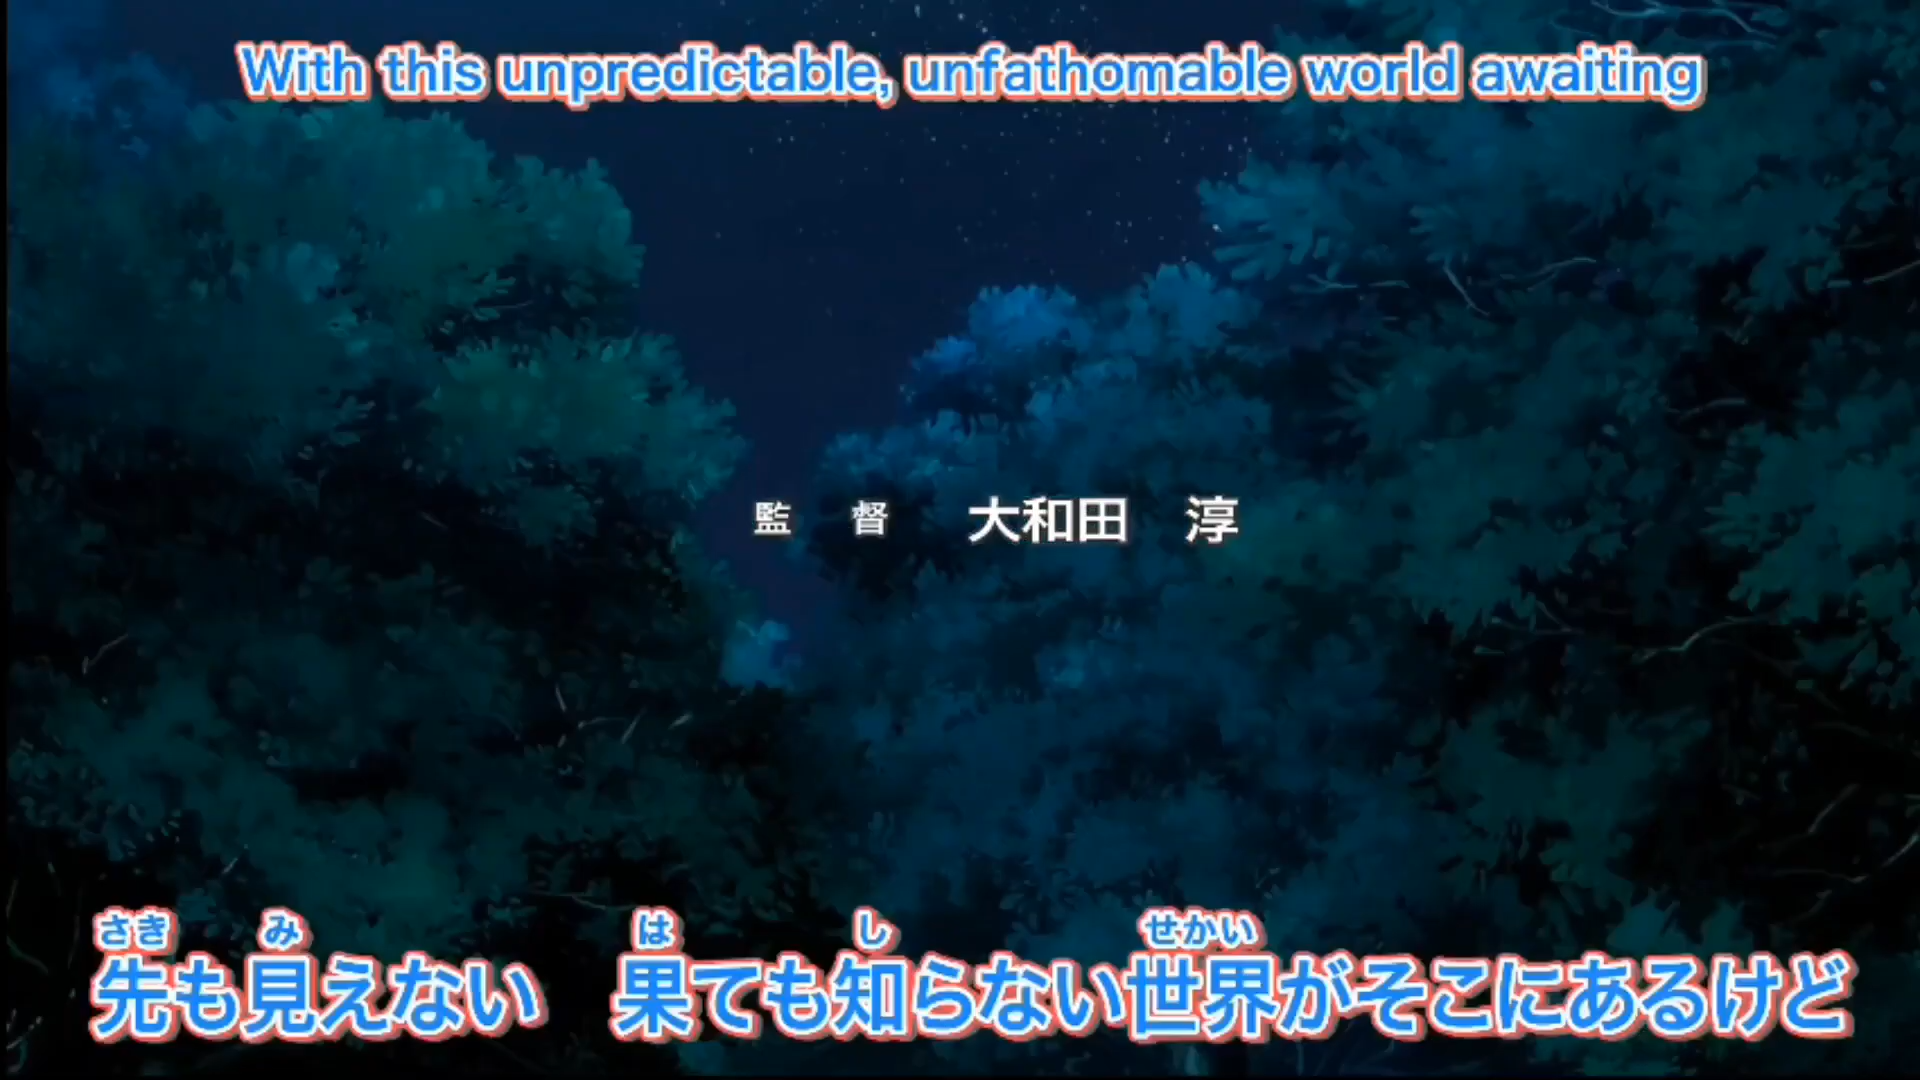 With this unpredictable, unfathomable world awaiting
監 督 大和田 淳
さき み は し せかい
先も見えない 果てても知らない世界がそこにあるけど